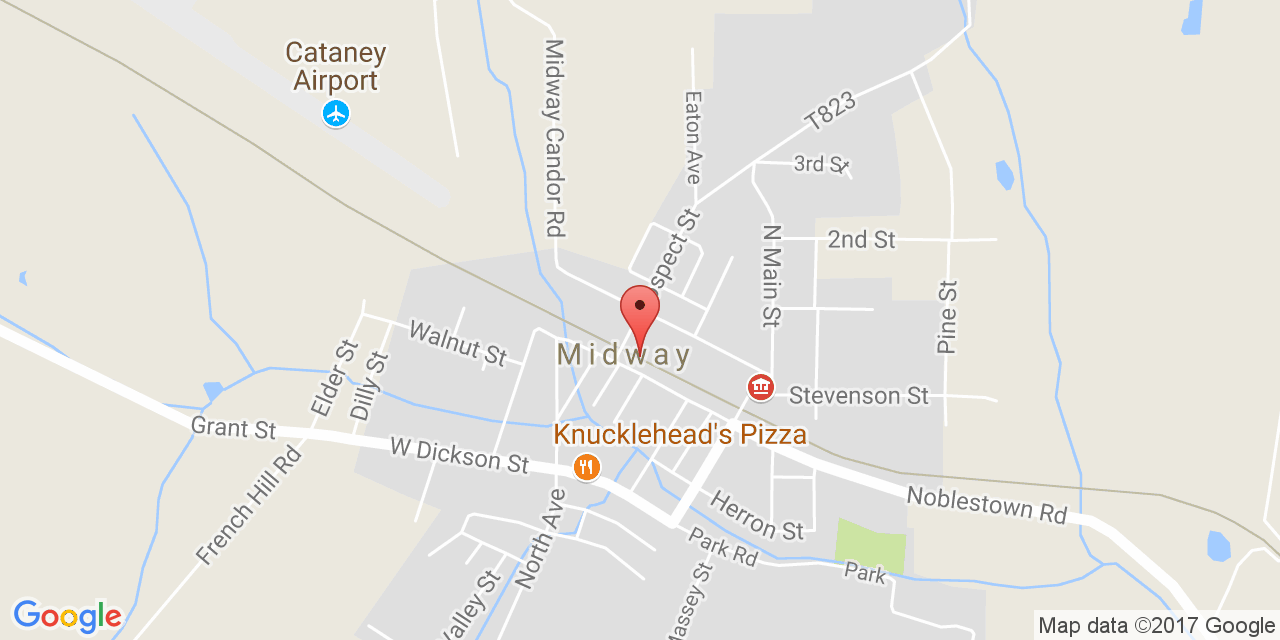 Cataney
Airport
Midway Candor Rd
Eaton Ave
T823
3rd St
2nd St
N Main St
Pine St
Walnut St
Elder St
Dilly St
Midway
Stevenson St
Grant St
W Dickson St
Knucklehead's Pizza
French Hill Rd
North Ave
Noblestown Rd
Herron St
Park Rd
Park
Valley St
Massey St
Google
Map data ©2017 Google